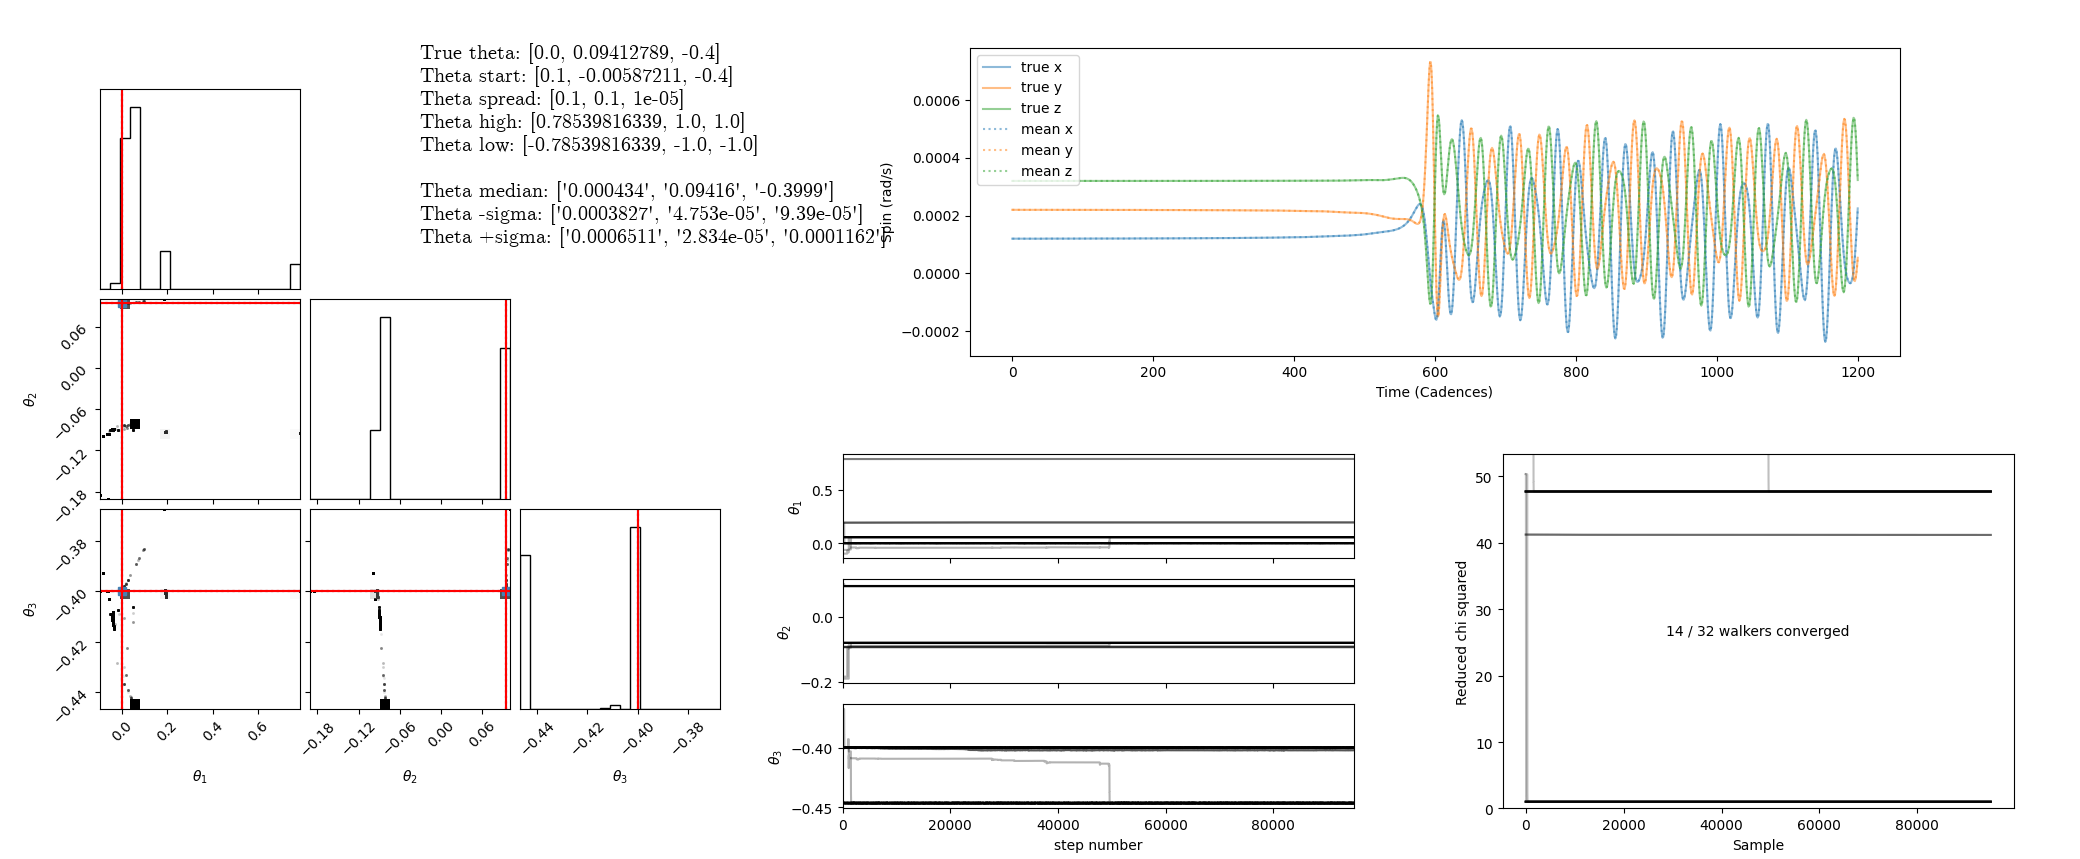 True theta: [0.0, 0.09412789, -0.4]
Theta start: [0.1, -0.00587211, -0.4]
Theta spread: [0.1, 0.1, 1e-05]
Theta high: [0.78539816339, 1.0, 1.0]
Theta low: [-0.78539816339, -1.0, -1.0]
Theta median: ['0.000434', '0.09416', '-0.3999']
Theta -sigma: ['0.0003827', '4.753e-05', '9.39e-05']
Theta +sigma: ['0.0006511', '2.834e-05', '0.0001162']
true x
true y
true z
mean x
mean y
mean z
Spin (rad/s)
0.0006
0.0004
0.0002
0.0000
−0.0002
0 200 400 600 800 1000 1200
Time (Cadences)
θ2
0.06
0.00
−0.06
−0.12
−0.18
θ3
−0.38
−0.40
−0.42
−0.44
0.0 0.2 0.4 0.6
θ1
−0.18 −0.12 −0.06 0.00 0.06
θ2
−0.44 −0.42 −0.40 −0.38
θ3
θ1
0.5
0.0
θ2
0.0
−0.2
θ3
−0.40
−0.45
0 20000 40000 60000 80000
step number
Reduced chi squared
50
40
30
20
10
0
14 / 32 walkers converged
0 20000 40000 60000 80000
Sample